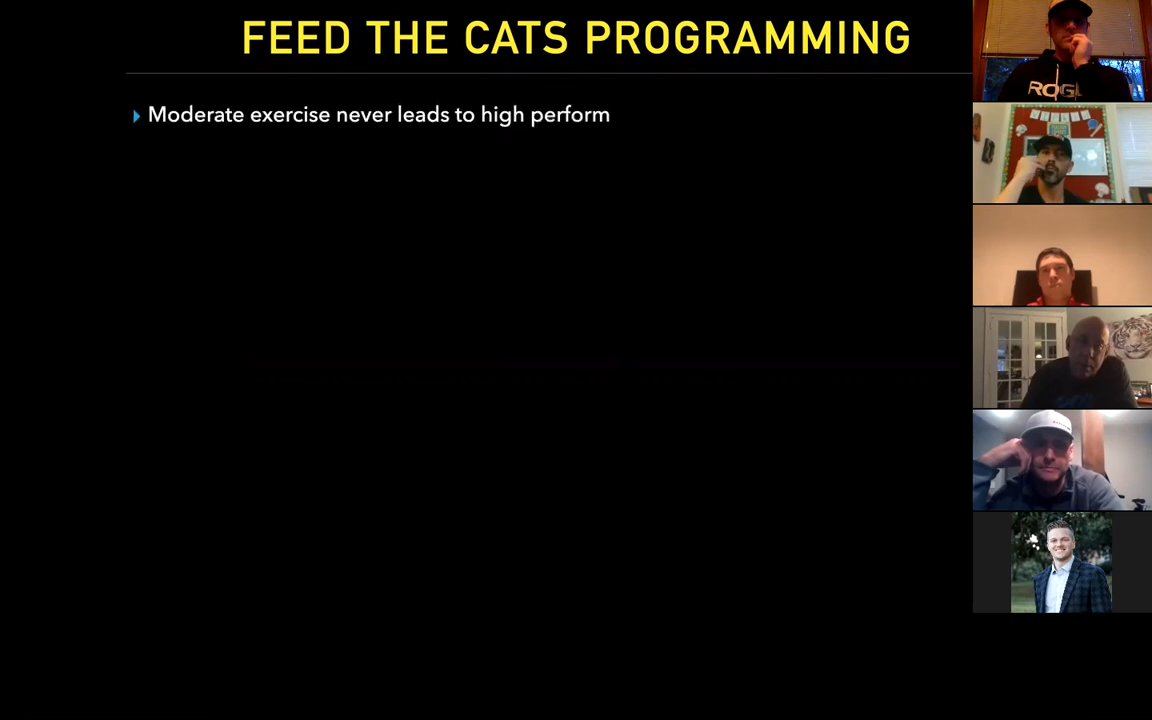 FEED THE CATS PROGRAMMING
Moderate exercise never leads to high perform